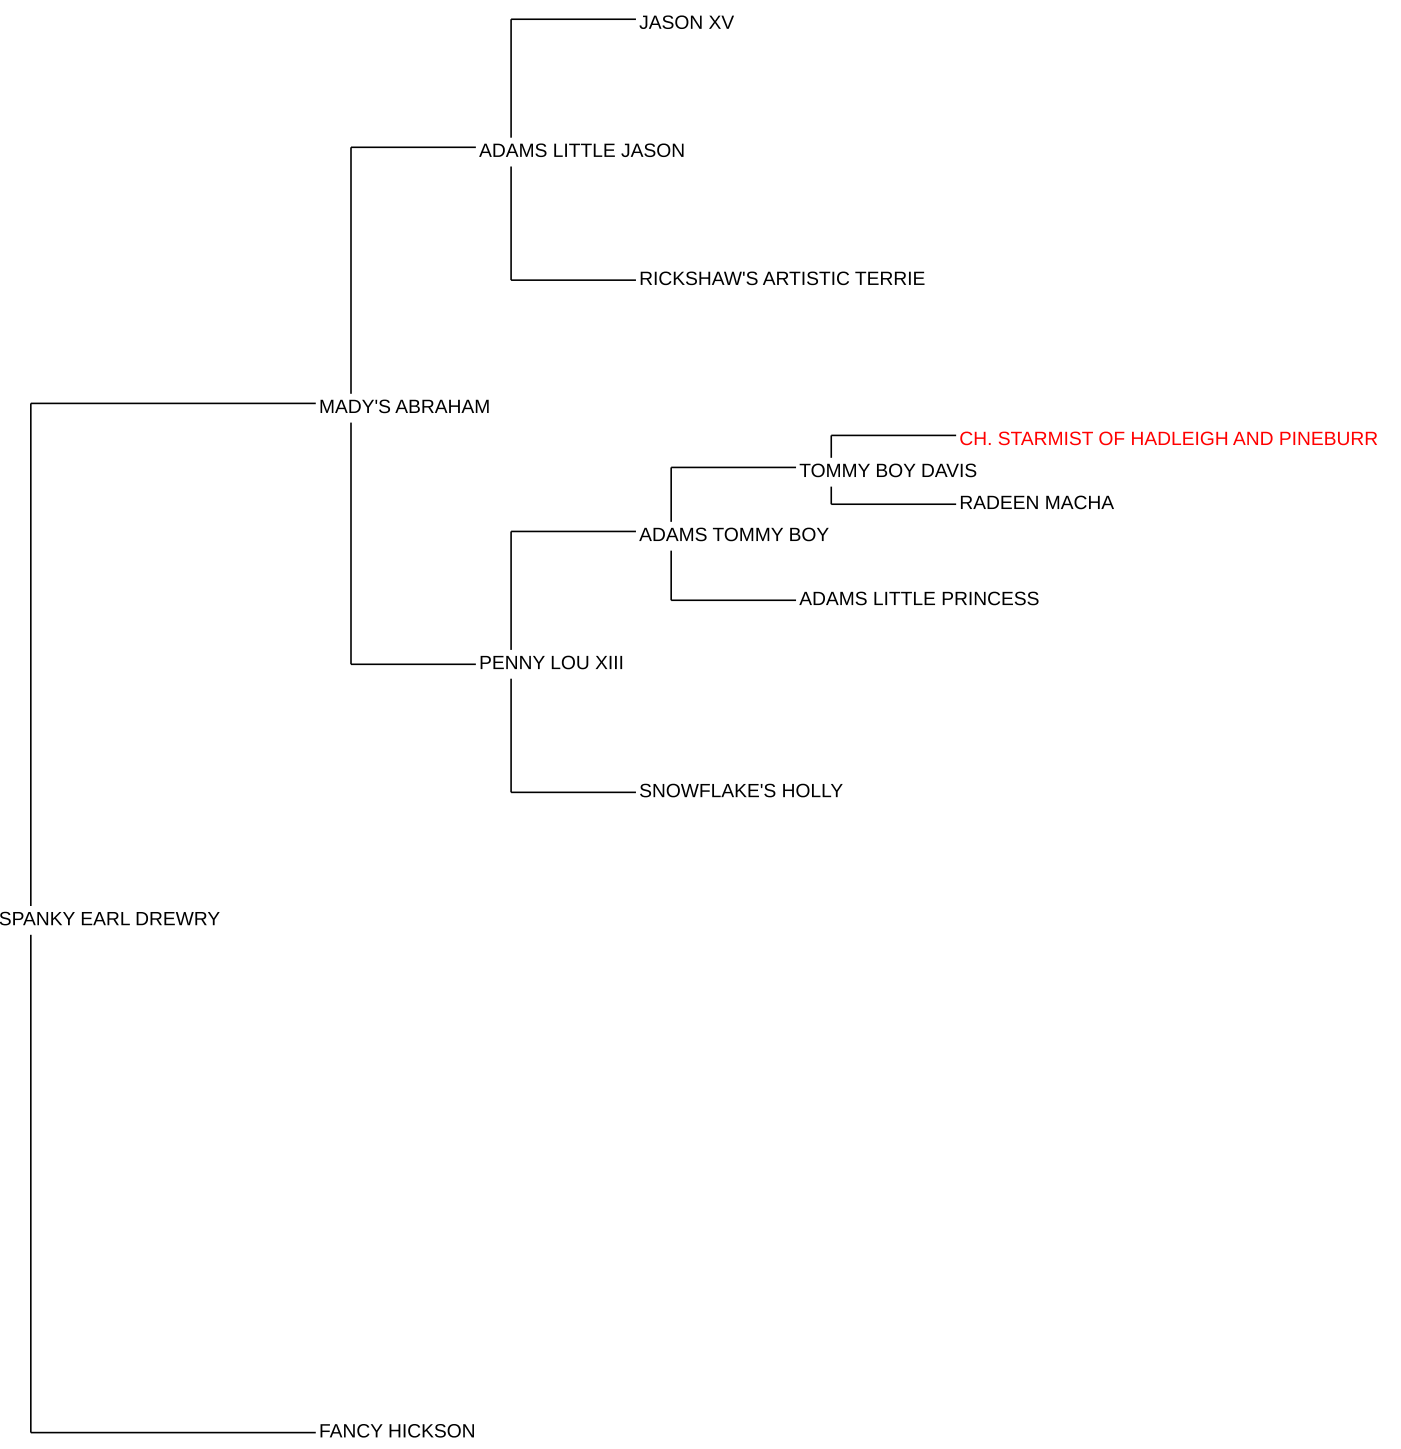 JASON XV
ADAMS LITTLE JASON
RICKSHAW'S ARTISTIC TERRIE
MADY'S ABRAHAM
CH. STARMIST OF HADLEIGH AND PINEBURR
TOMMY BOY DAVIS
RADEEN MACHA
ADAMS TOMMY BOY
ADAMS LITTLE PRINCESS
PENNY LOU XIII
SNOWFLAKE'S HOLLY
SPANKY EARL DREWRY
FANCY HICKSON